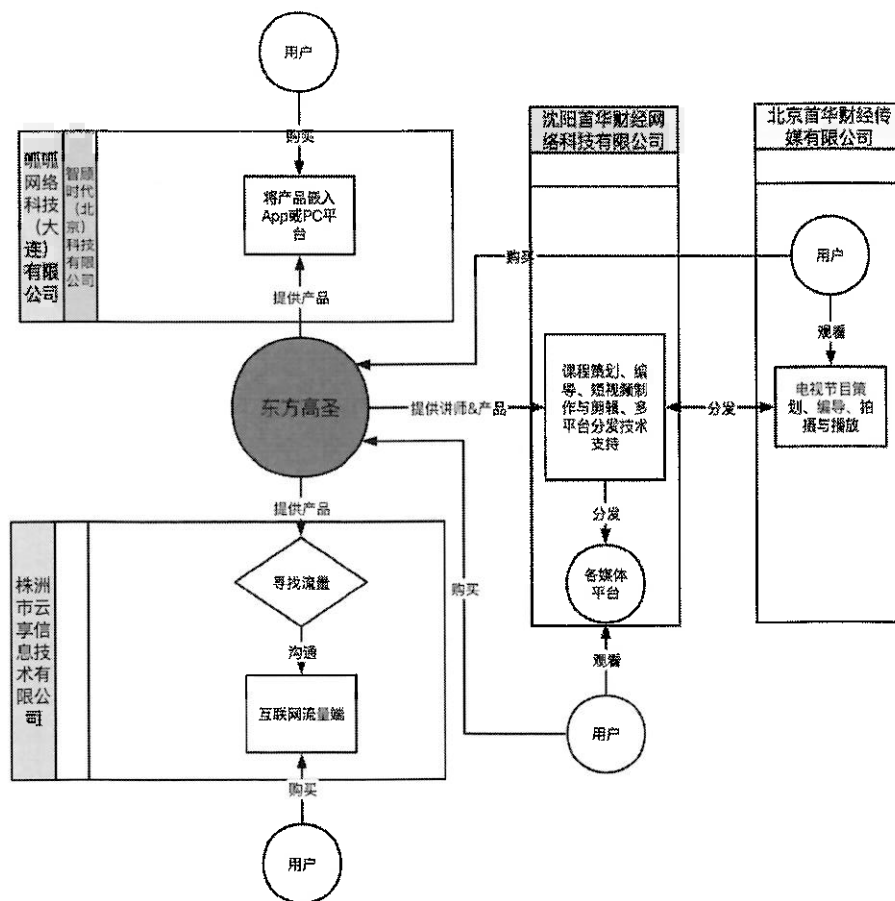 用户
购买
呱呱
网络
科技
（大
连）
有限
公司
智顾
时代
（北
京）
科技
有限
公司
将产品嵌入
App或PC平
台
提供产品
东方高圣
提供讲师&产品
沈阳首华财经网
络科技有限公司
北京首华财经传
媒有限公司
购买
用户
观看
课程策划、编
导、短视频制
作与剪辑、多
平台分发技术
支持
分发
电视节目策
划、编导、拍
摄与播放
分发
各媒体
平台
观看
用户
购买
提供产品
株洲
市云
享信
息技
术有
限公
司
寻找流量
沟通
互联网流量端
购买
用户